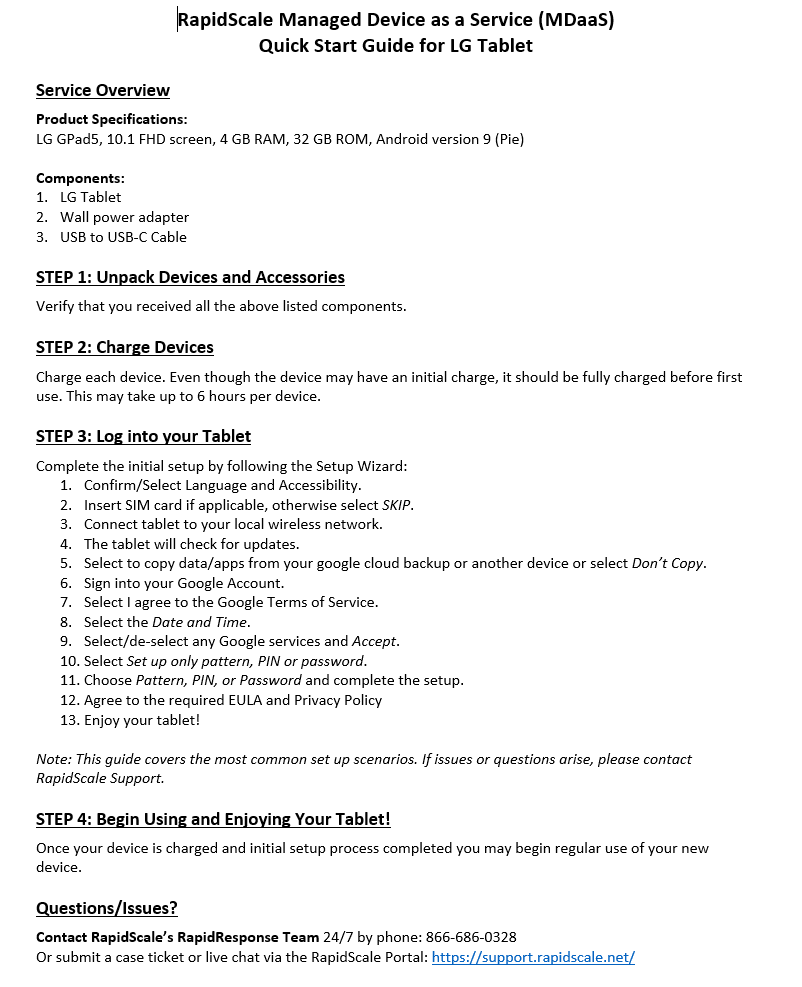 RapidScale Managed Device as a Service (MDaaS)
Quick Start Guide for LG Tablet
Service Overview
Product Specifications:
LG GPad5, 10.1 FHD screen, 4 GB RAM, 32 GB ROM, Android version 9 (Pie)
Components:
1. LG Tablet
2. Wall power adapter
3. USB to USB-C Cable
STEP 1: Unpack Devices and Accessories
Verify that you received all the above listed components.
STEP 2: Charge Devices
Charge each device. Even though the device may have an initial charge, it should be fully charged before first
use. This may take up to 6 hours per device.
STEP 3: Log into your Tablet
Complete the initial setup by following the Setup Wizard:
1. Confirm/Select Language and Accessibility.
2. Insert SIM card if applicable, otherwise select SKIP.
3. Connect tablet to your local wireless network.
4. The tablet will check for updates.
5. Select to copy data/apps from your google cloud backup or another device or select Don’t Copy.
6. Sign into your Google Account.
7. Select I agree to the Google Terms of Service.
8. Select the Date and Time.
9. Select/de-select any Google services and Accept.
10. Select Set up only pattern, PIN or password.
11. Choose Pattern, PIN, or Password and complete the setup.
12. Agree to the required EULA and Privacy Policy
13. Enjoy your tablet!
Note: This guide covers the most common set up scenarios. If issues or questions arise, please contact
RapidScale Support.
STEP 4: Begin Using and Enjoying Your Tablet!
Once your device is charged and initial setup process completed you may begin regular use of your new
device.
Questions/Issues?
Contact RapidScale’s RapidResponse Team 24/7 by phone: 866-686-0328
Or submit a case ticket or live chat via the RapidScale Portal: https://support.rapidscale.net/